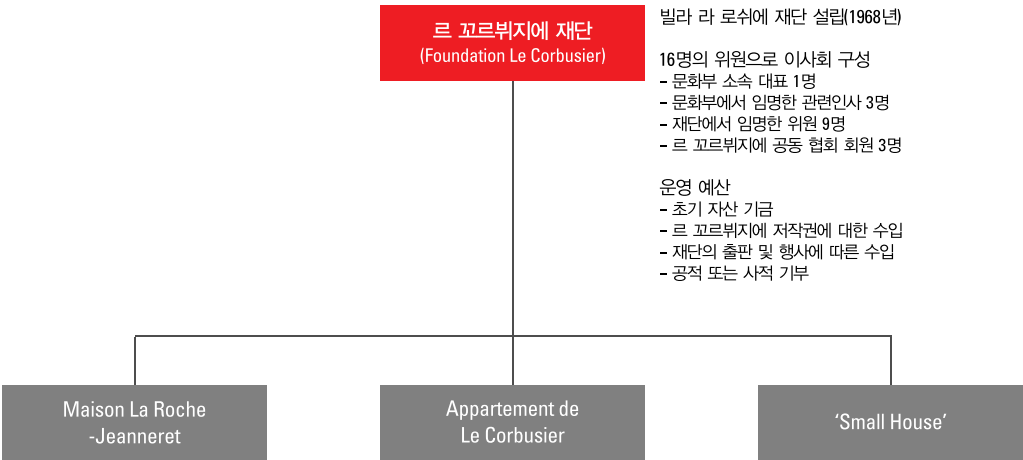 르 꼬르뷔지에 재단
(Foundation Le Corbusier)
빌라 라 로쉬에 재단 설립(1968년)
16명의 위원으로 이사회 구성
– 문화부 소속 대표 1명
– 문화부에서 임명한 관련인사 3명
– 재단에서 임명한 위원 9명
– 르 꼬르뷔지에 공동 협회 회원 3명
운영 예산
– 초기 자산 기금
– 르 꼬르뷔지에 저작권에 대한 수입
– 재단의 출판 및 행사에 따른 수입
– 공적 또는 사적 기부
Maison La Roche
-Jeanneret
Appartement de
Le Corbusier
‘Small House’